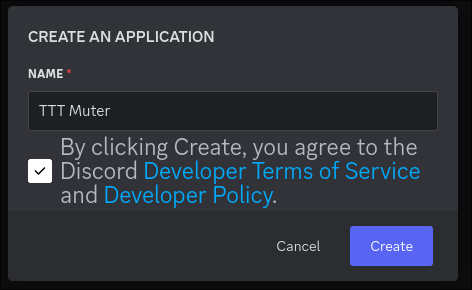 CREATE AN APPLICATION
NAME *
TTT Muter
By clicking Create, you agree to the
Discord Developer Terms of Service
and Developer Policy.
Cancel Create